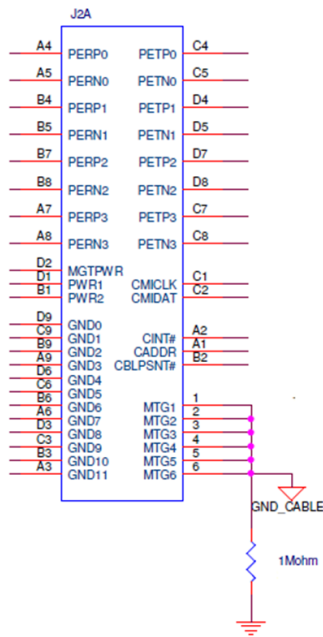 J2A
A4 PERP0 PETP0 C4
A5 PERN0 PETN0 C5
B4 PERP1 PETP1 D4
B5 PERN1 PETN1 D5
B7 PERP2 PETP2 D7
B8 PERN2 PETN2 D8
A7 PERP3 PETP3 C7
A8 PERN3 PETN3 C8
D2 MGTPWR
D1 PWR1 CMICLK C1
B1 PWR2 CMIDAT C2
D9 GND0
C9 GND1 CINT# A2
B9 GND2 CADDR A1
A9 GND3 CBLPSNT# B2
D6 GND4
C6 GND5
B6 GND6 MTG1 1
A6 GND7 MTG2 2
D3 GND8 MTG3 3
C3 GND9 MTG4 4
B3 GND10 MTG5 5
A3 GND11 MTG6 6
GND_CABLE
1Mohm